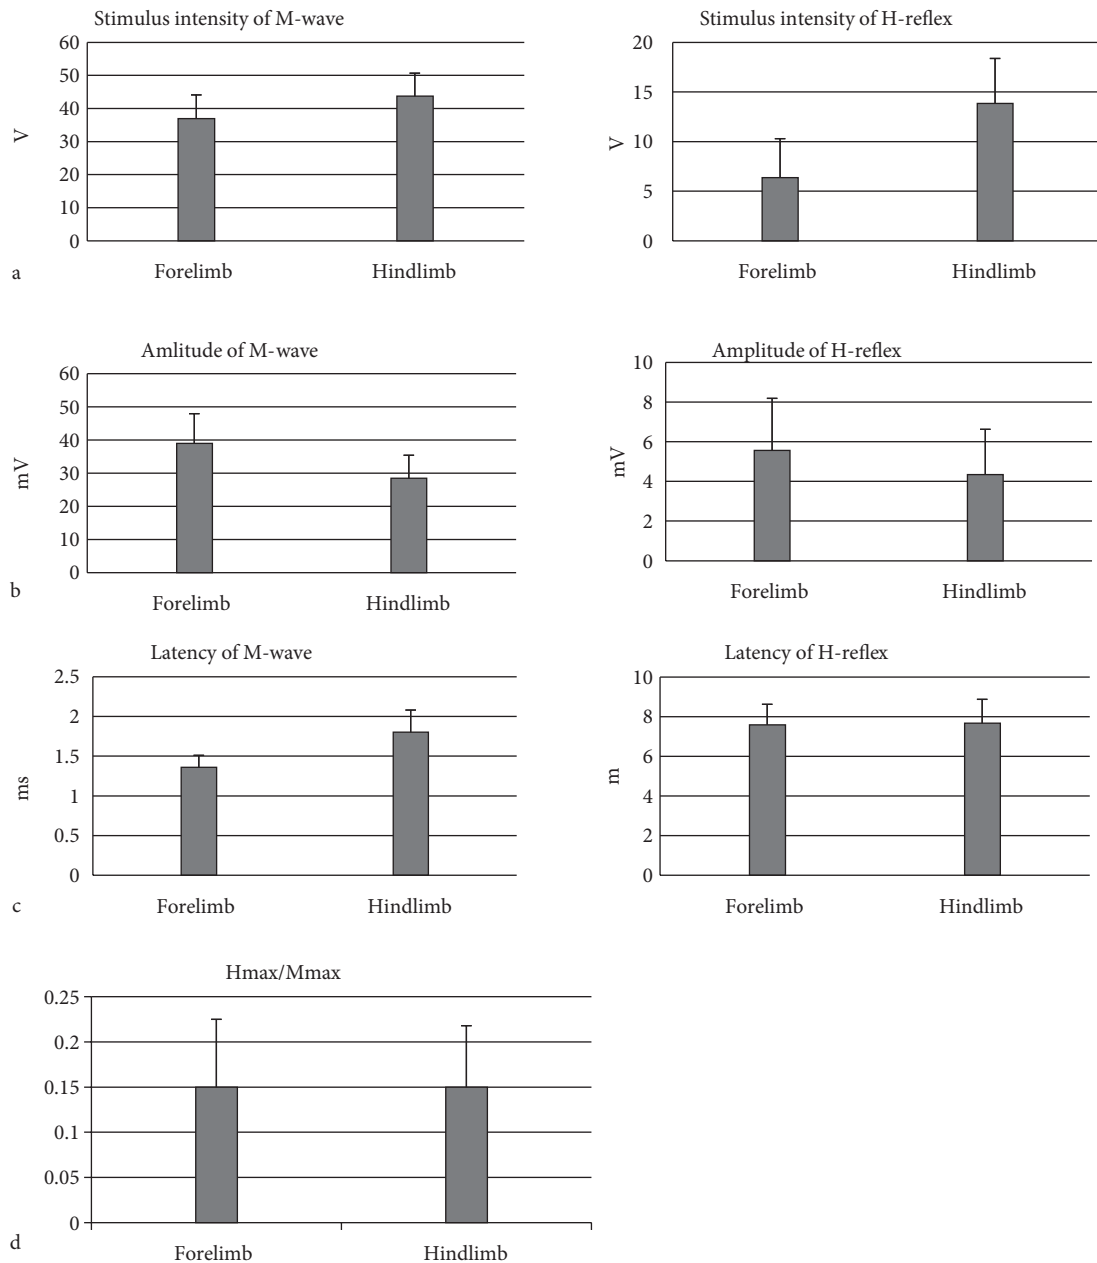 Stimulus intensity of M-wave
60
50
40
30
20
10
0
V
Forelimb Hindlimb
a
Stimulus intensity of H-reflex
20
15
10
5
0
V
Forelimb Hindlimb
Amlitude of M-wave
60
50
40
30
20
10
0
mV
Forelimb Hindlimb
b
Amplitude of H-reflex
10
8
6
4
2
0
mV
Forelimb Hindlimb
Latency of M-wave
2.5
2
1.5
1
0.5
0
ms
Forelimb Hindlimb
c
Latency of H-reflex
10
8
6
4
2
0
m
Forelimb Hindlimb
Hmax/Mmax
0.25
0.2
0.15
0.1
0.05
0
Forelimb Hindlimb
d